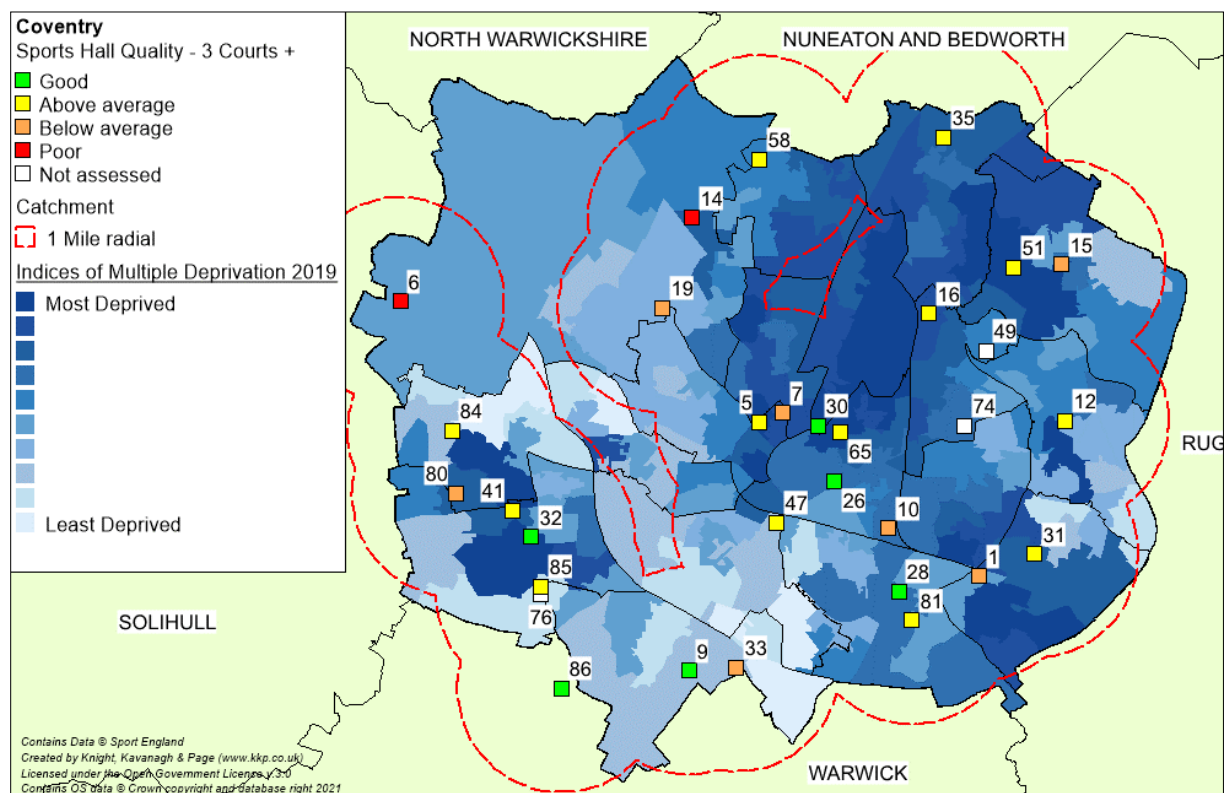 Coventry
Sports Hall Quality - 3 Courts +
Good
Above average
Below average
Poor
Not assessed
Catchment
1 Mile radial
Indices of Multiple Deprivation 2019
Most Deprived
Least Deprived
NORTH WARWICKSHIRE
NUNEATON AND BEDWORTH
35
58
14
51
15
6
19
16
49
84
5
7
30
74
12
RUG
65
80
41
26
32
47
10
31
1
85
28
81
76
SOLIHULL
86
9
33
WARWICK
Contains Data © Sport England
Created by Knight, Kavanagh & Page (www.kkp.co.uk)
Licensed under the Open Government License v.3.0
Contains OS data © Crown copyright and database right 2021